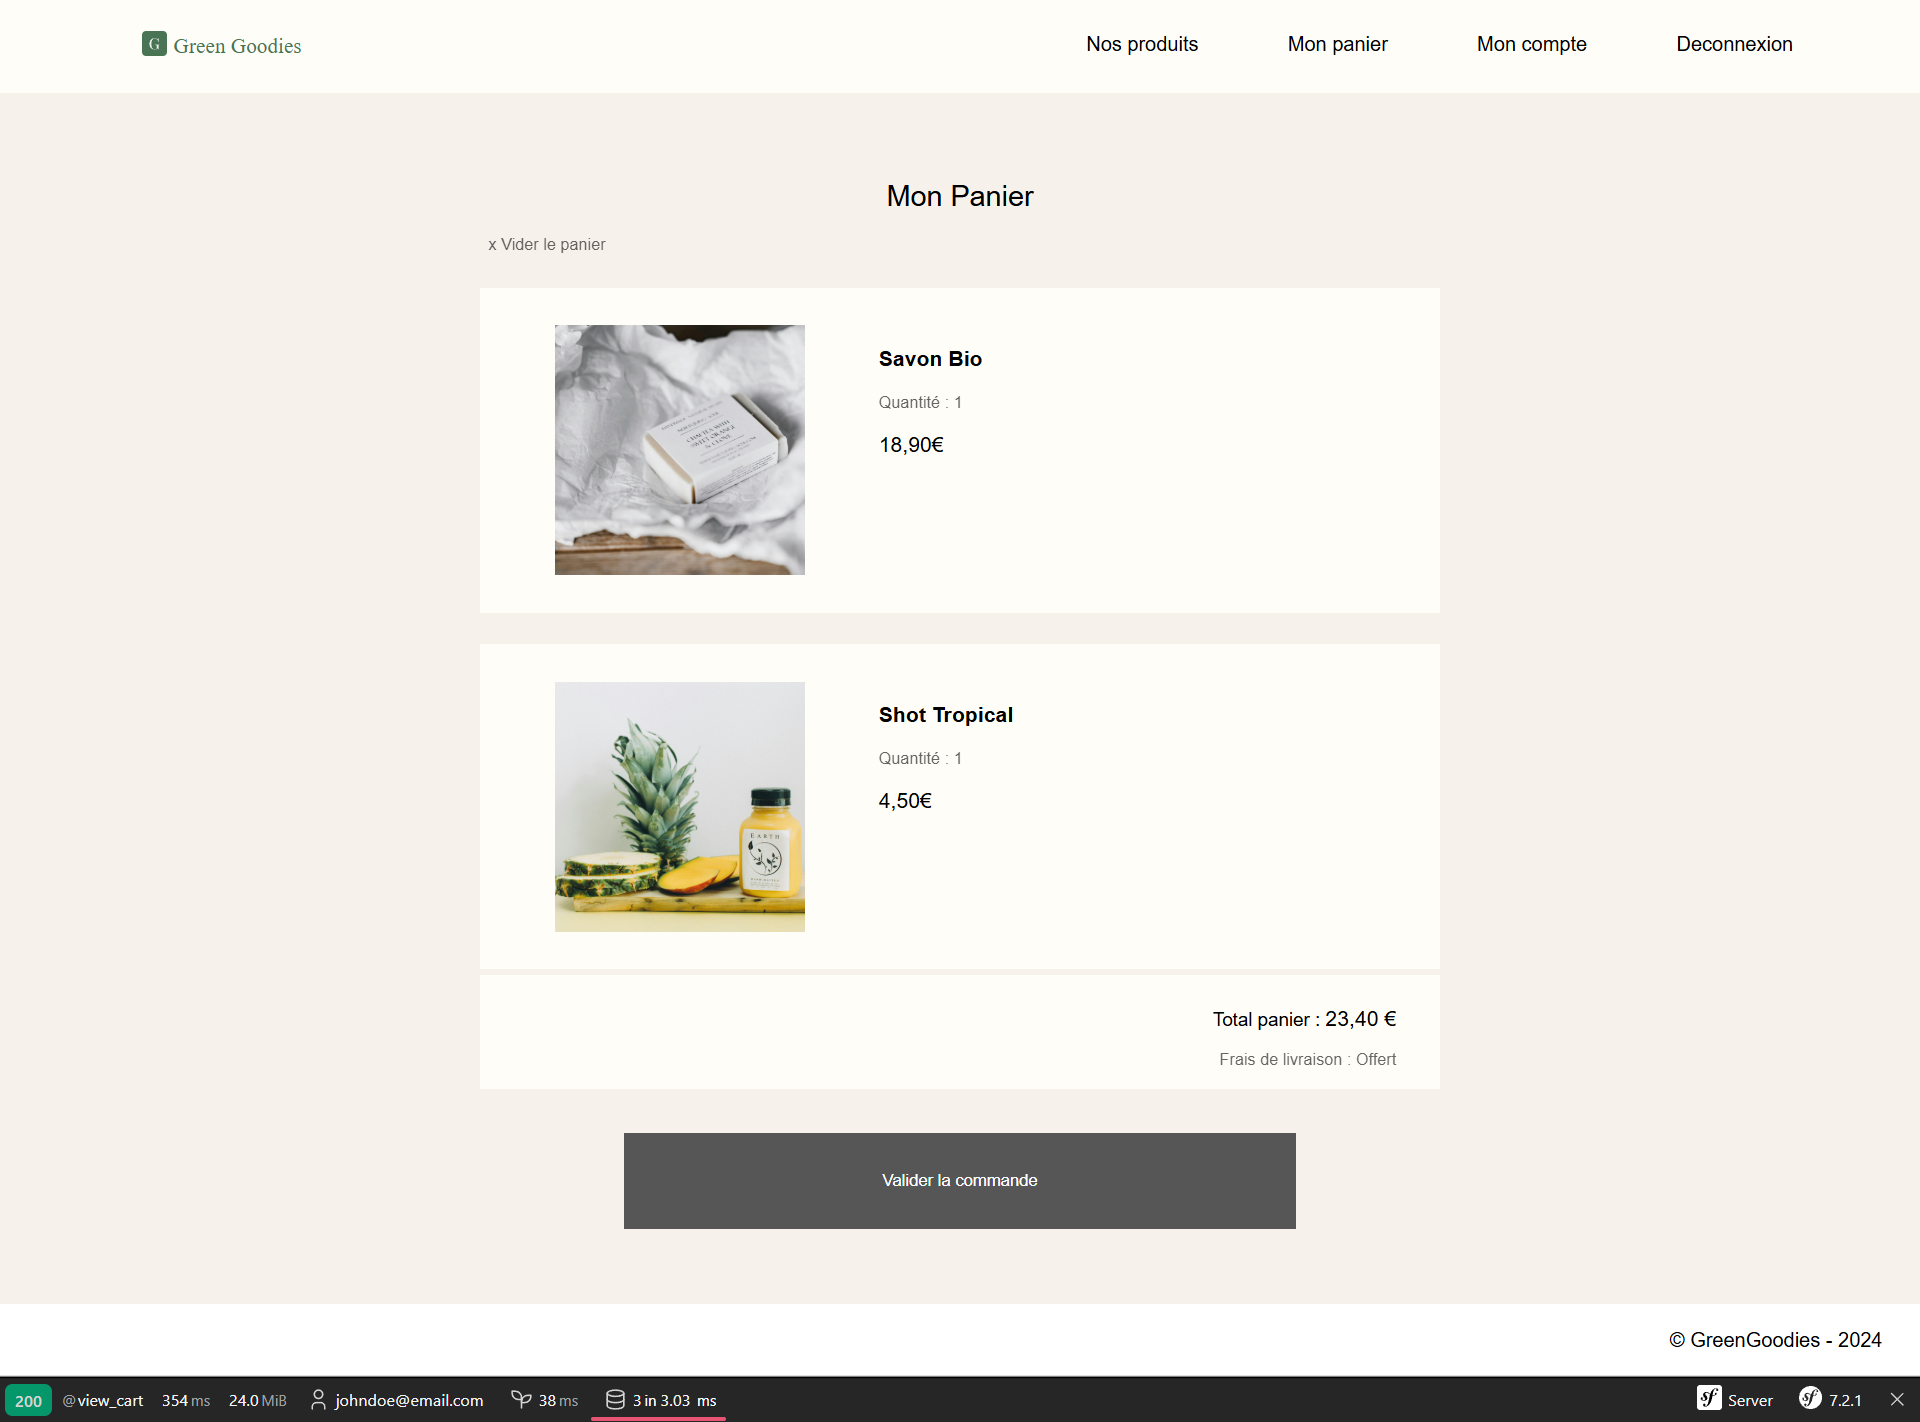 G Green Goodies
Nos produits
Mon panier
Mon compte
Deconnexion
Mon Panier
x Vider le panier
Savon Bio
Quantité : 1
18,90€
Shot Tropical
Quantité : 1
4,50€
EARTH
Total panier : 23,40 €
Frais de livraison : Offert
Valider la commande
© GreenGoodies - 2024
200 @view_cart 354 ms 24.0 MiB johndoe@email.com 38 ms 3 in 3.03 ms sf Server sf 7.2.1